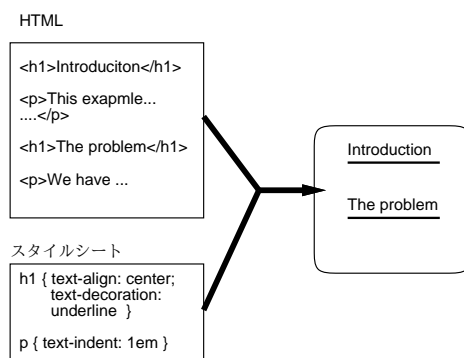 HTML
<h1>Introduciton</h1>
<p>This exapmle...
....</p>
<h1>The problem</h1>
<p>We have ...
スタイルシート
h1 { text-align: center;
text-decoration:
underline }
p { text-indent: 1em }
Introduction
The problem